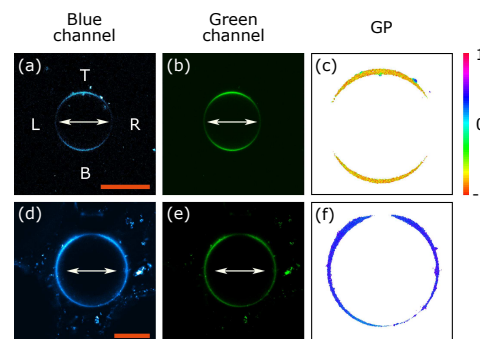 Blue channel
Green channel
GP
(a)
T
L
R
B
(b)
(c)
1
0
-
(d)
(e)
(f)